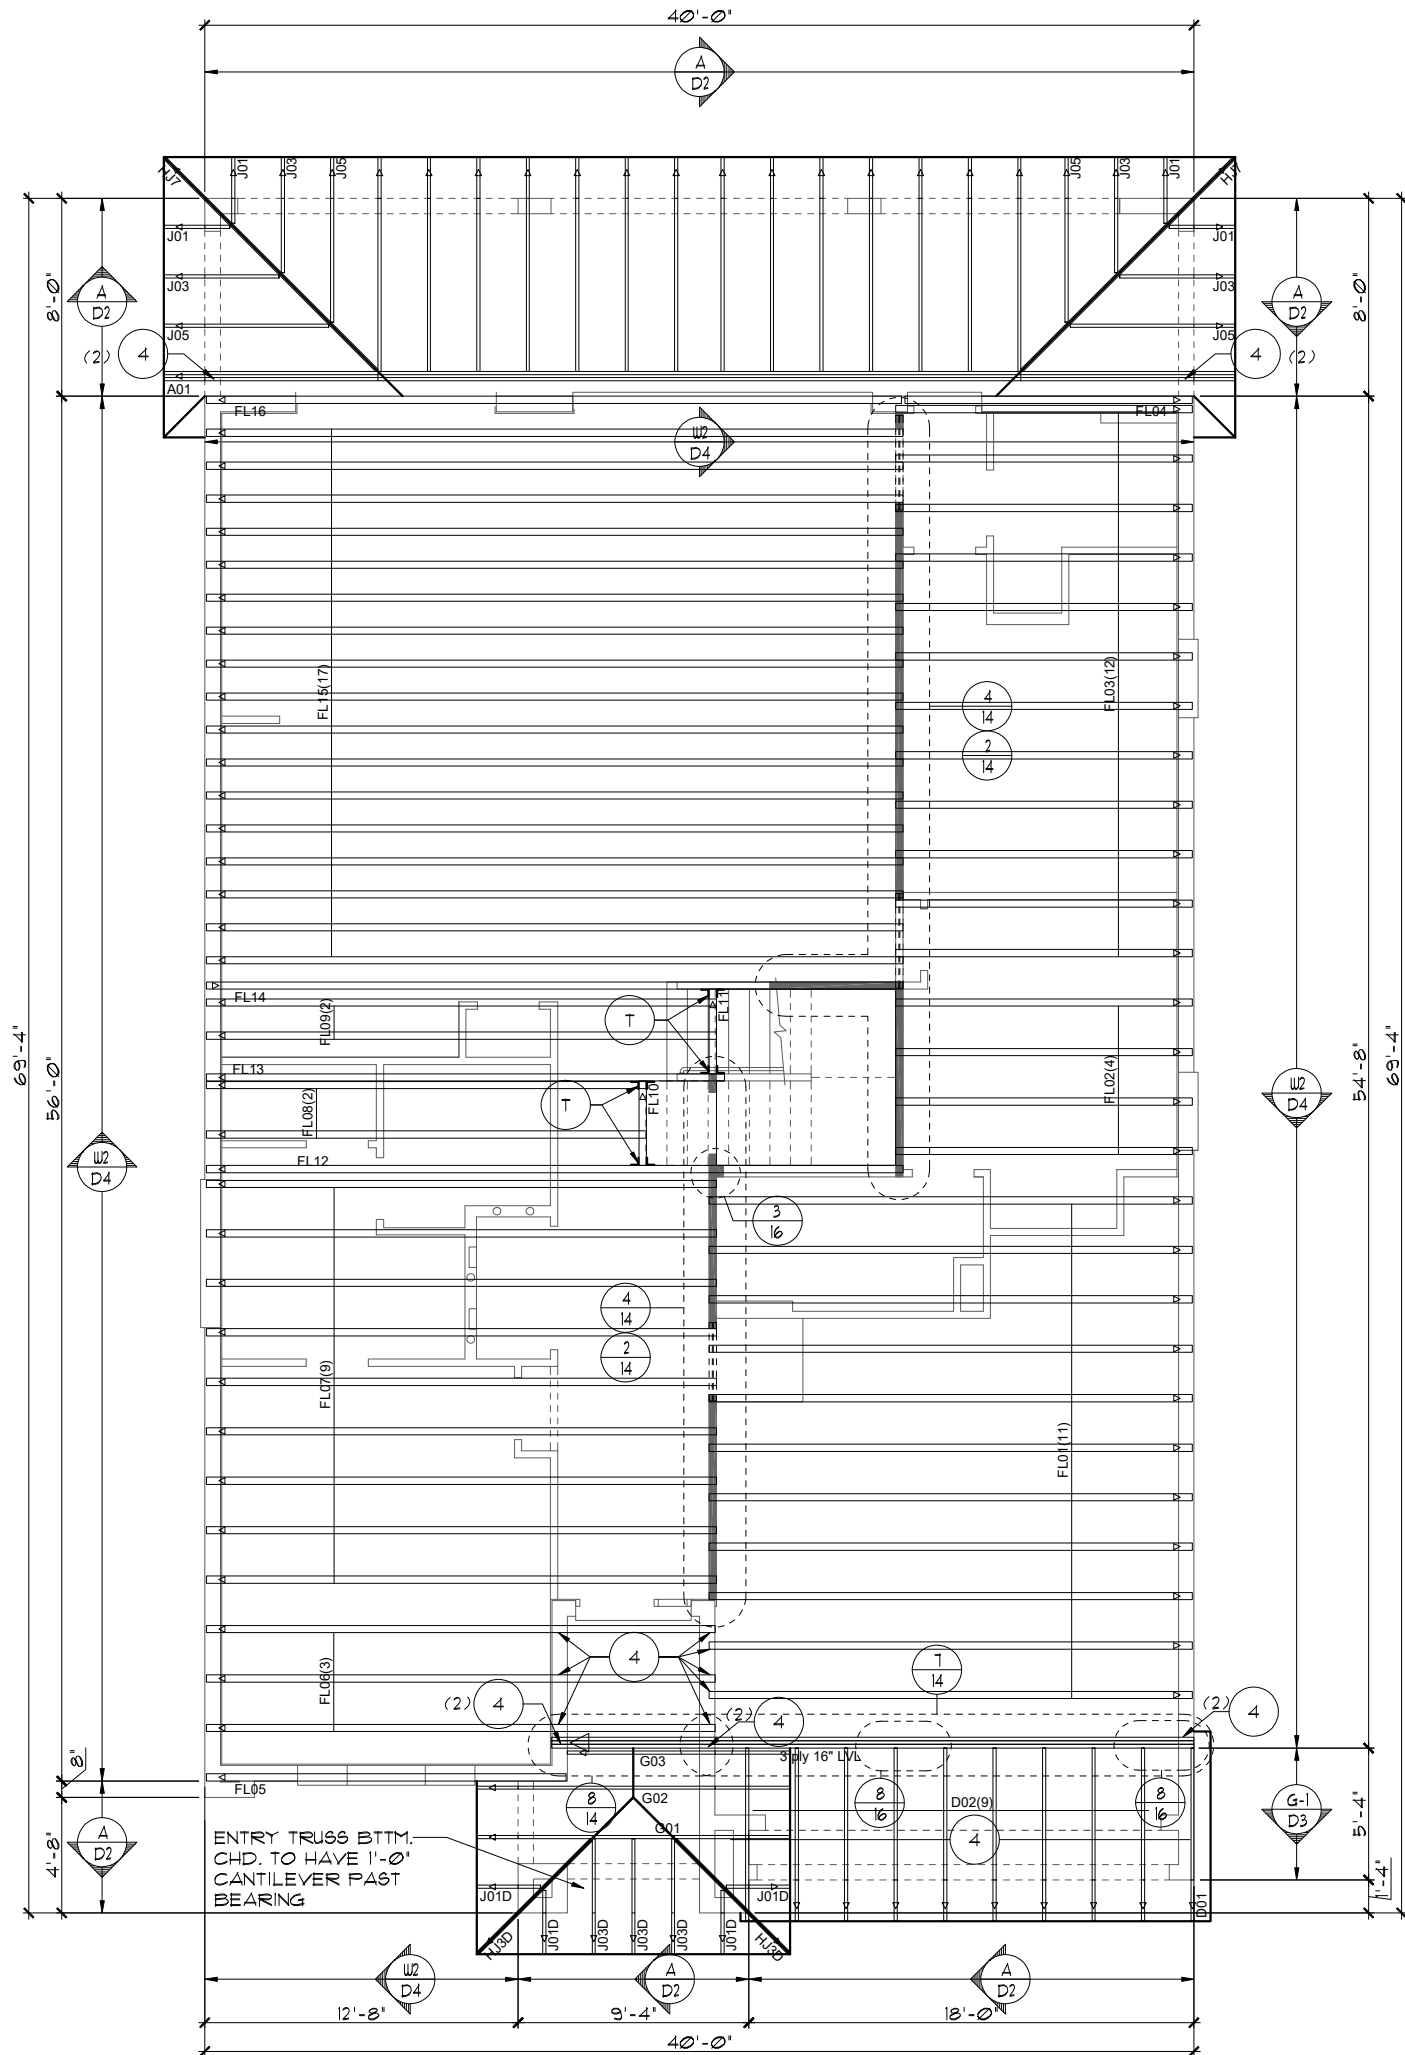 40'-0"
A
D2
HJ7
J01
J03
J05
J05
J03
J01
HJ7
J01
J01
J03
J03
J05
J05
8'-0"
A
D2
A
D2
8'-0"
(2) 4
4 (2)
A01
FL16
FL04
W2
D4
FL15(17)
FL03(12)
4
14
2
14
FL14
FL09(2)
T
FL11
FL13
FL08(2)
T
FL10
FL02(4)
FL12
69'-4"
56'-0"
W2
D4
W2
D4
54'-8"
69'-4"
3
16
4
14
2
14
FL07(9)
FL01(11)
4
7
14
FL06(3)
(2) 4
(2) 4
(2) 4
G03
3 ply 16" LVL
8"
FL05
8
14
G02
8
16
D02(9)
8
16
G-1
D3
5'-4"
4'-8"
A
D2
G01
4
ENTRY TRUSS BTTM.
CHD. TO HAVE 1'-0"
CANTILEVER PAST
BEARING
J01D
J01D
1'-4"
D01
HJ3D
J01D
J03D
J03D
J03D
J01D
HJ3D
W2
D4
A
D2
A
D2
12'-8"
9'-4"
18'-0"
40'-0"